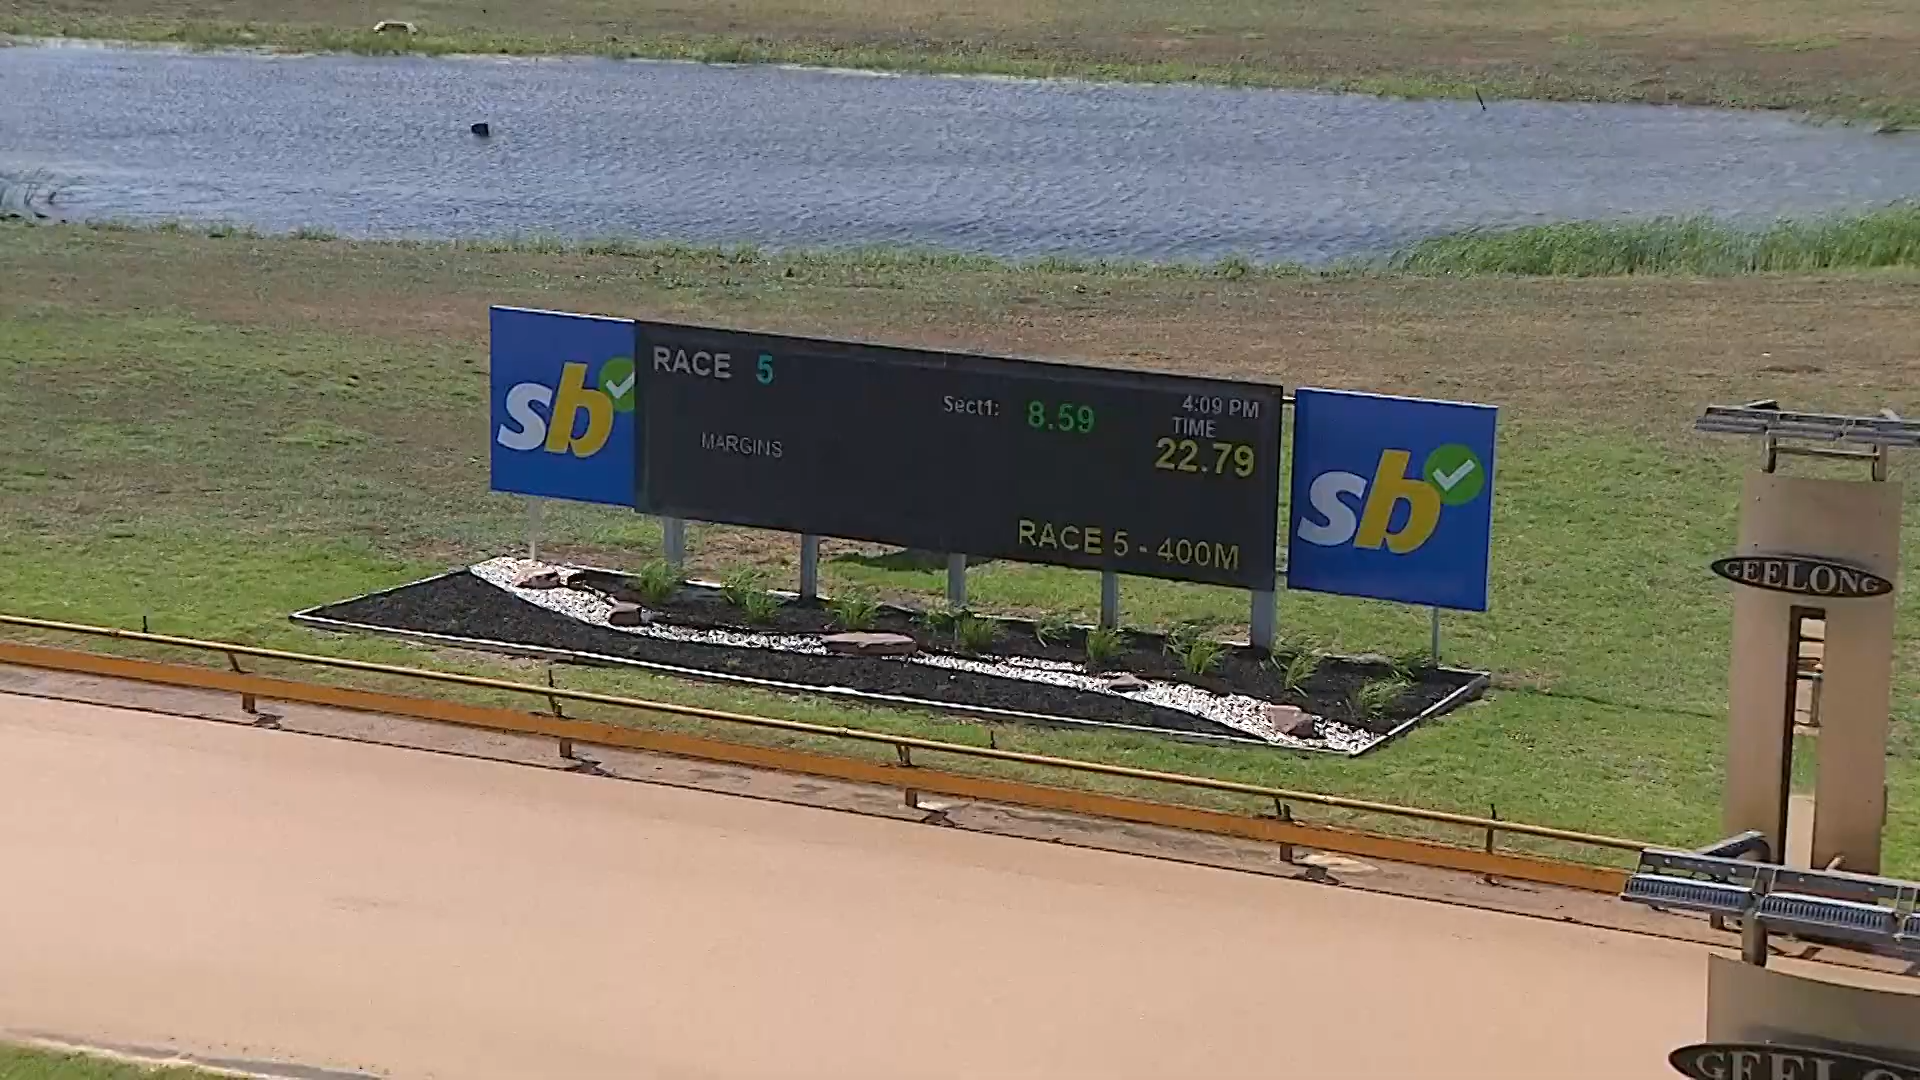 sb
RACE 5
Sect1: 8.59
4:09 PM
TIME
22.79
MARGINS
RACE 5 - 400M
sb
GEELONG
GEELO